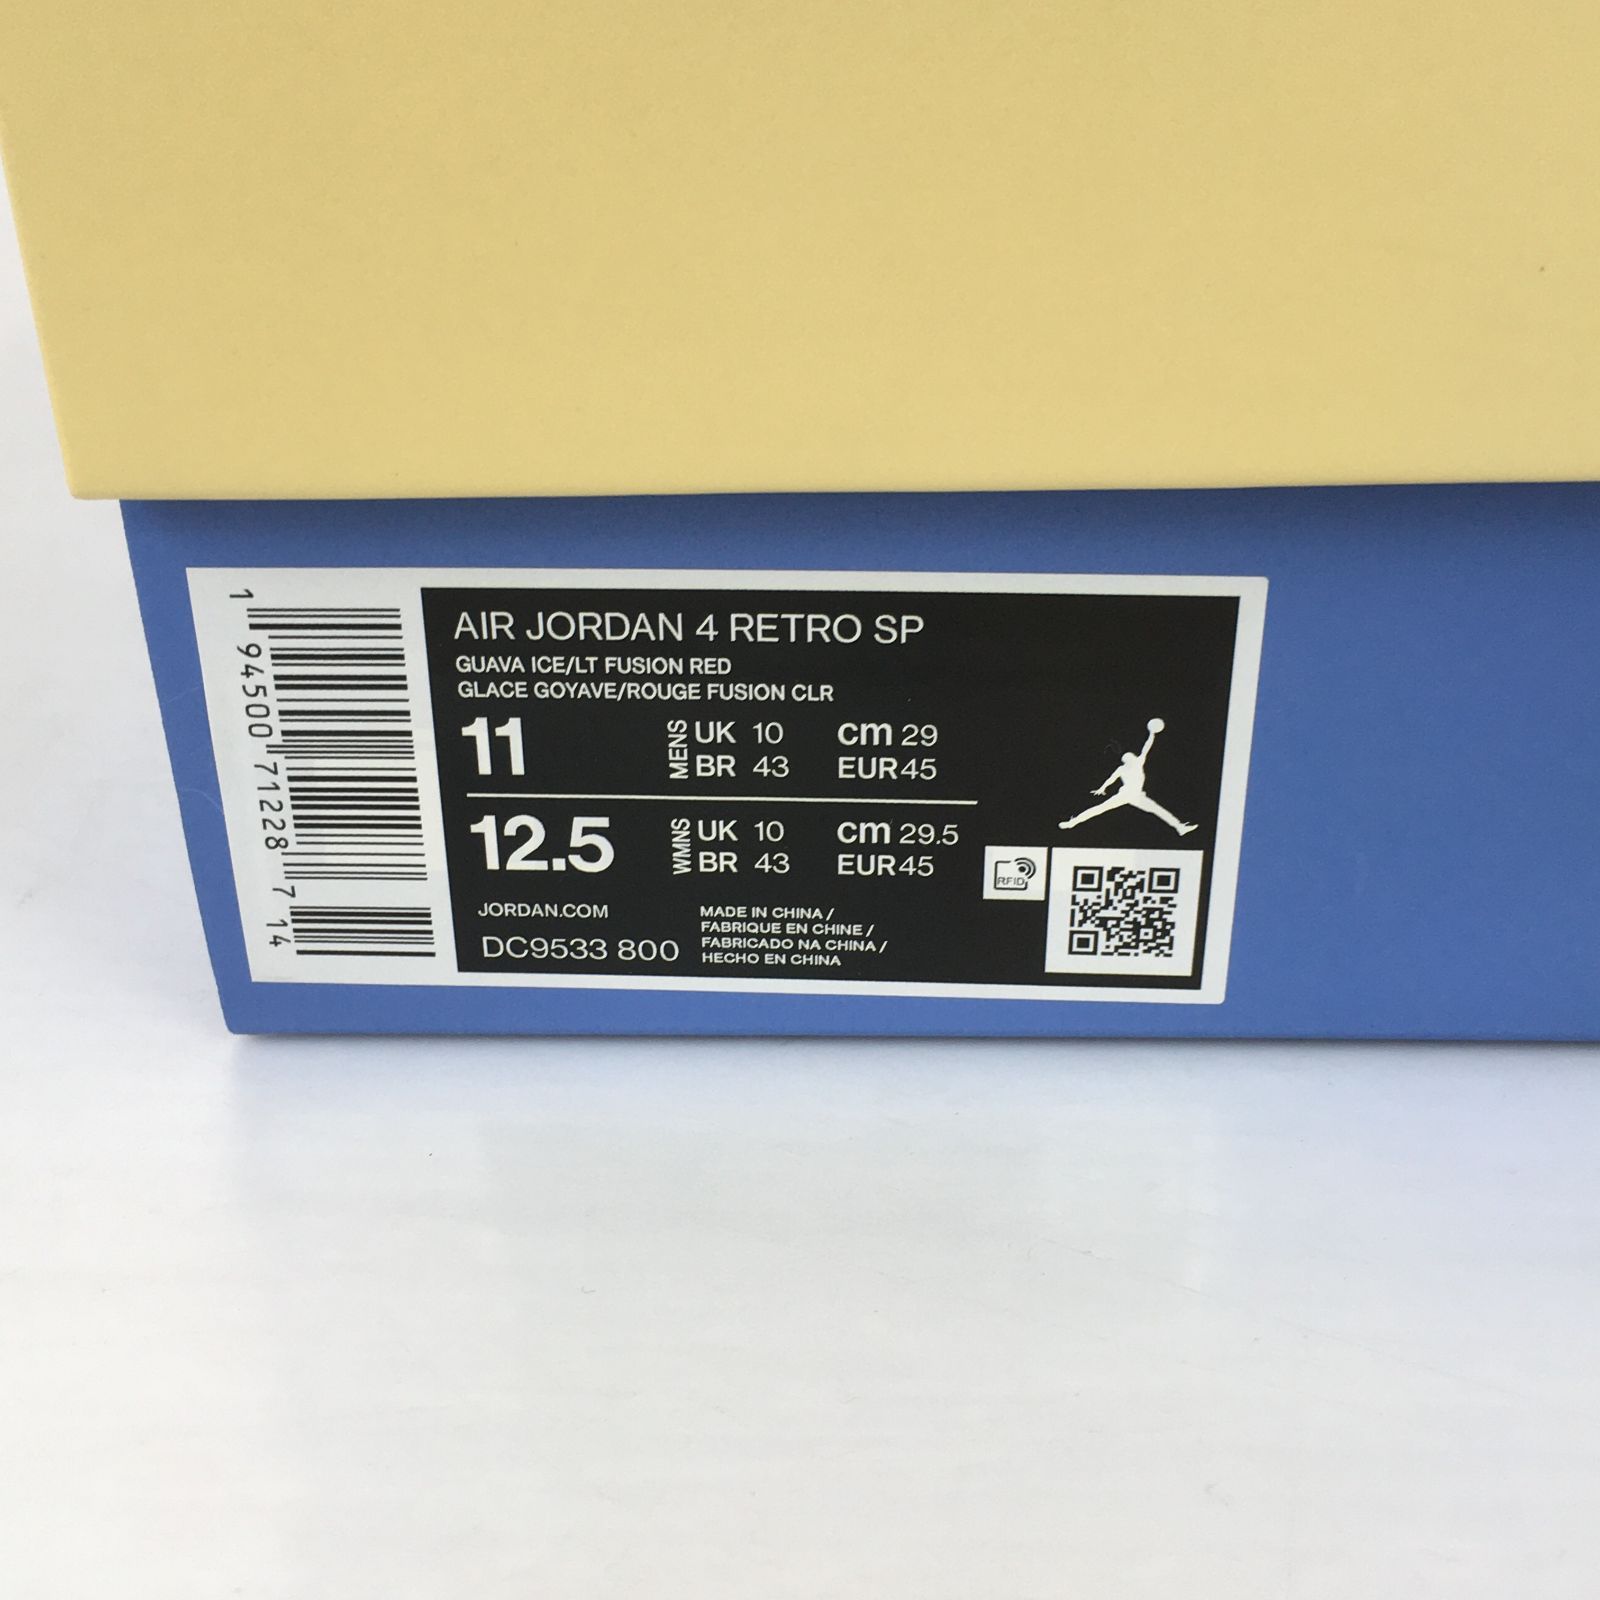 AIR JORDAN 4 RETRO SP
GUAVA ICE/LT FUSION RED
GLACE GOYAVE/ROUGE FUSION CLR
11 MENS UK 10 cm 29
BR 43 EUR 45
12.5 WMNS UK 10 cm 29.5
BR 43 EUR 45
JORDAN.COM
DC9533 800
MADE IN CHINA /
FABRIQUE EN CHINE /
FABRICADO NA CHINA /
HECHO EN CHINA
RFID
1 94500 71228 7 14